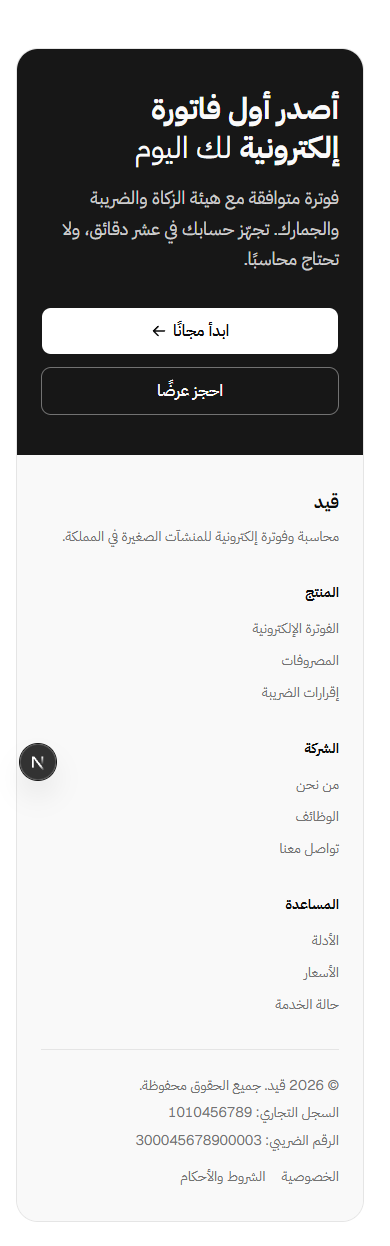 أصدر أول فاتورة
إلكترونية لك اليوم
فوترة متوافقة مع هيئة الزكاة والضريبة
والجمارك. تجهّز حسابك في عشر دقائق، ولا
تحتاج محاسبًا.
ابدأ مجانًا ←
احجز عرضًا
قيد
محاسبة وفوترة إلكترونية للمنشآت الصغيرة في المملكة.
المنتج
الفوترة الإلكترونية
المصروفات
إقرارات الضريبة
الشركة
من نحن
الوظائف
تواصل معنا
N
المساعدة
الأدلة
الأسعار
حالة الخدمة
© 2026 قيد. جميع الحقوق محفوظة.
السجل التجاري: 1010456789
الرقم الضريبي: 300045678900003
الخصوصية الشروط والأحكام